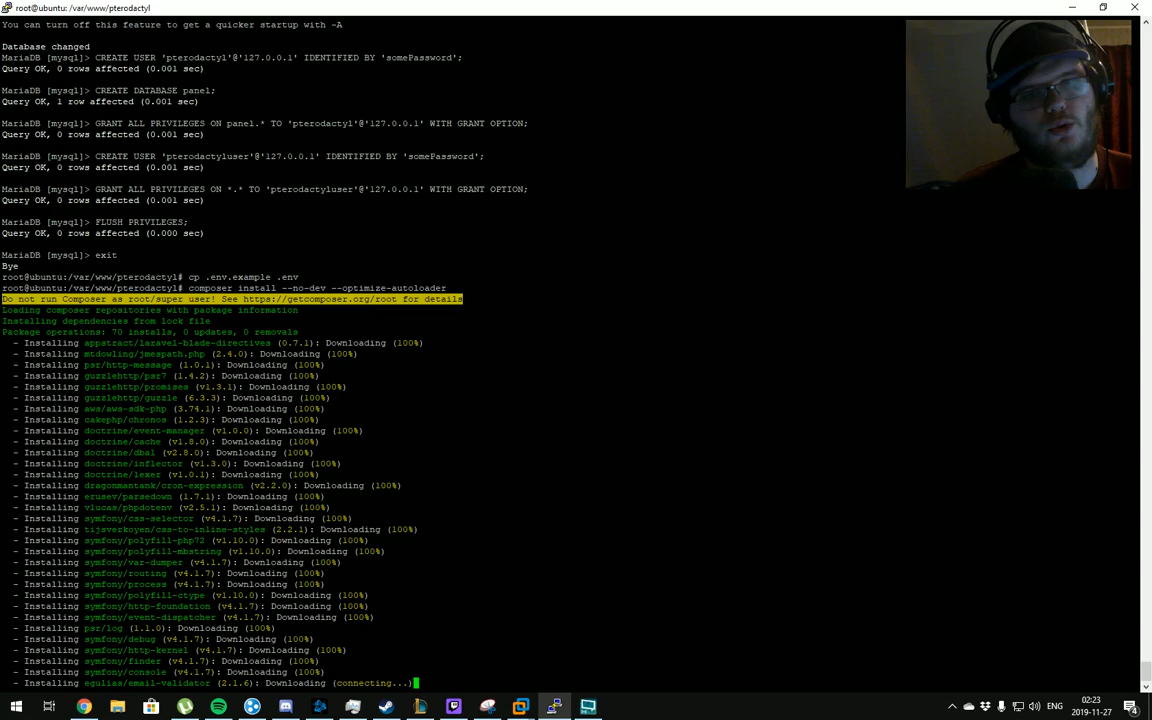 root@ubuntu: /var/www/pterodactyl
You can turn off this feature to get a quicker startup with -A
Database changed
MariaDB [mysql]> CREATE USER 'pterodactyl'@'127.0.0.1' IDENTIFIED BY 'somePassword';
Query OK, 0 rows affected (0.001 sec)
MariaDB [mysql]> CREATE DATABASE panel;
Query OK, 1 row affected (0.001 sec)
MariaDB [mysql]> GRANT ALL PRIVILEGES ON panel.* TO 'pterodactyl'@'127.0.0.1' WITH GRANT OPTION;
Query OK, 0 rows affected (0.001 sec)
MariaDB [mysql]> CREATE USER 'pterodactyluser'@'127.0.0.1' IDENTIFIED BY 'somePassword';
Query OK, 0 rows affected (0.001 sec)
MariaDB [mysql]> GRANT ALL PRIVILEGES ON *.* TO 'pterodactyluser'@'127.0.0.1' WITH GRANT OPTION;
Query OK, 0 rows affected (0.001 sec)
MariaDB [mysql]> FLUSH PRIVILEGES;
Query OK, 0 rows affected (0.000 sec)
MariaDB [mysql]> exit
Bye
root@ubuntu:/var/www/pterodactyl# cp .env.example .env
root@ubuntu:/var/www/pterodactyl# composer install --no-dev --optimize-autoloader
Do not run Composer as root/super user! See https://getcomposer.org/root for details
Loading composer repositories with package information
Installing dependencies from lock file
Package operations: 70 installs, 0 updates, 0 removals
- Installing appstract/laravel-blade-directives (0.7.1): Downloading (100%)
- Installing mtdowling/jmespath.php (2.4.0): Downloading (100%)
- Installing psr/http-message (1.0.1): Downloading (100%)
- Installing guzzlehttp/psr7 (1.4.2): Downloading (100%)
- Installing guzzlehttp/promises (v1.3.1): Downloading (100%)
- Installing guzzlehttp/guzzle (6.3.3): Downloading (100%)
- Installing aws/aws-sdk-php (3.74.1): Downloading (100%)
- Installing cakephp/chronos (1.2.3): Downloading (100%)
- Installing doctrine/event-manager (v1.0.0): Downloading (100%)
- Installing doctrine/cache (v1.8.0): Downloading (100%)
- Installing doctrine/dbal (v2.8.0): Downloading (100%)
- Installing doctrine/inflector (v1.3.0): Downloading (100%)
- Installing doctrine/lexer (v1.0.1): Downloading (100%)
- Installing dragonmantank/cron-expression (v2.2.0): Downloading (100%)
- Installing erusev/parsedown (1.7.1): Downloading (100%)
- Installing vlucas/phpdotenv (v2.5.1): Downloading (100%)
- Installing symfony/css-selector (v4.1.7): Downloading (100%)
- Installing tijsverkoyen/css-to-inline-styles (2.2.1): Downloading (100%)
- Installing symfony/polyfill-php72 (v1.10.0): Downloading (100%)
- Installing symfony/polyfill-mbstring (v1.10.0): Downloading (100%)
- Installing symfony/var-dumper (v4.1.7): Downloading (100%)
- Installing symfony/routing (v4.1.7): Downloading (100%)
- Installing symfony/process (v4.1.7): Downloading (100%)
- Installing symfony/polyfill-ctype (v1.10.0): Downloading (100%)
- Installing symfony/http-foundation (v4.1.7): Downloading (100%)
- Installing symfony/event-dispatcher (v4.1.7): Downloading (100%)
- Installing psr/log (1.1.0): Downloading (100%)
- Installing symfony/debug (v4.1.7): Downloading (100%)
- Installing symfony/http-kernel (v4.1.7): Downloading (100%)
- Installing symfony/finder (v4.1.7): Downloading (100%)
- Installing symfony/console (v4.1.7): Downloading (100%)
- Installing egulias/email-validator (2.1.6): Downloading (connecting...)
ENG
02:23
2019-11-27
4